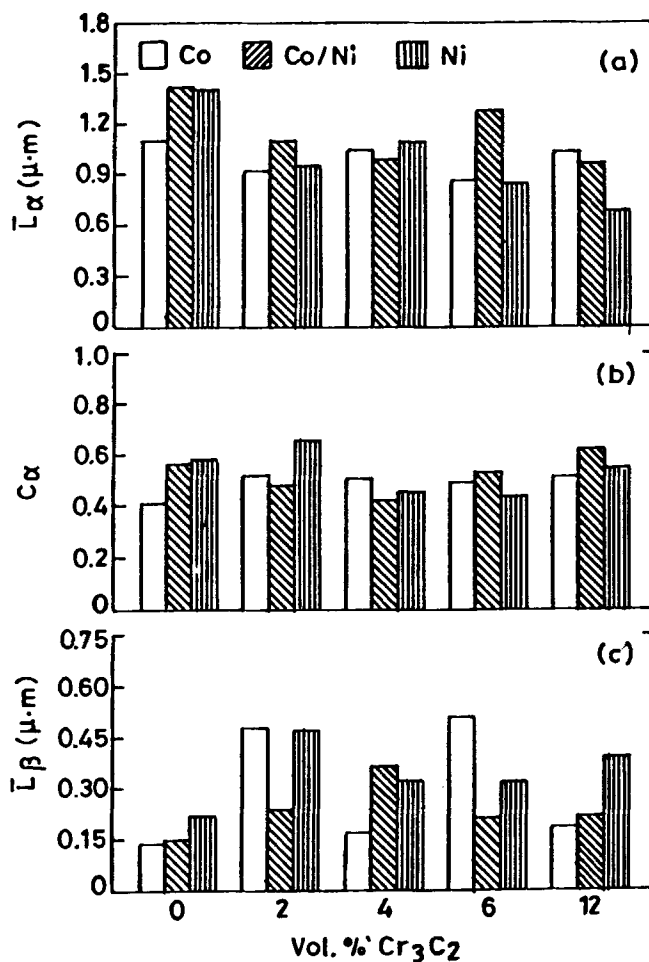 1.8
1.5
1.2
0.9
0.6
0.3
0
L̄α (μ·m)
Co
Co/Ni
Ni
(a)
1.0
0.8
0.6
0.4
0.2
0
Cα
(b)
0.75
0.60
0.45
0.30
0.15
0
L̄β (μ·m)
(c)
0 2 4 6 12
Vol. %' Cr₃C₂